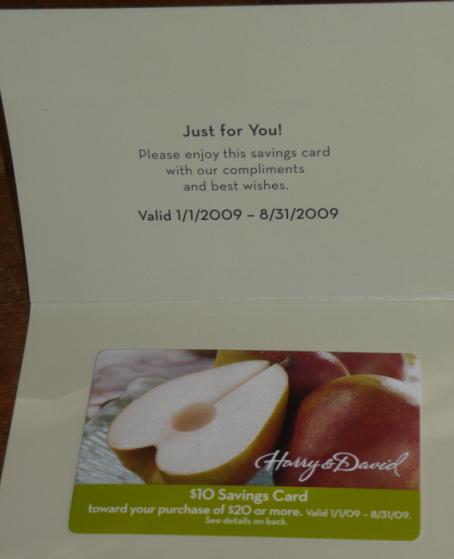 Just for You!
Please enjoy this savings card
with our compliments
and best wishes.
Valid 1/1/2009 – 8/31/2009
Harry & David
$10 Savings Card
toward your purchase of $20 or more. Valid 1/1/09 – 8/31/09.
See details on back.